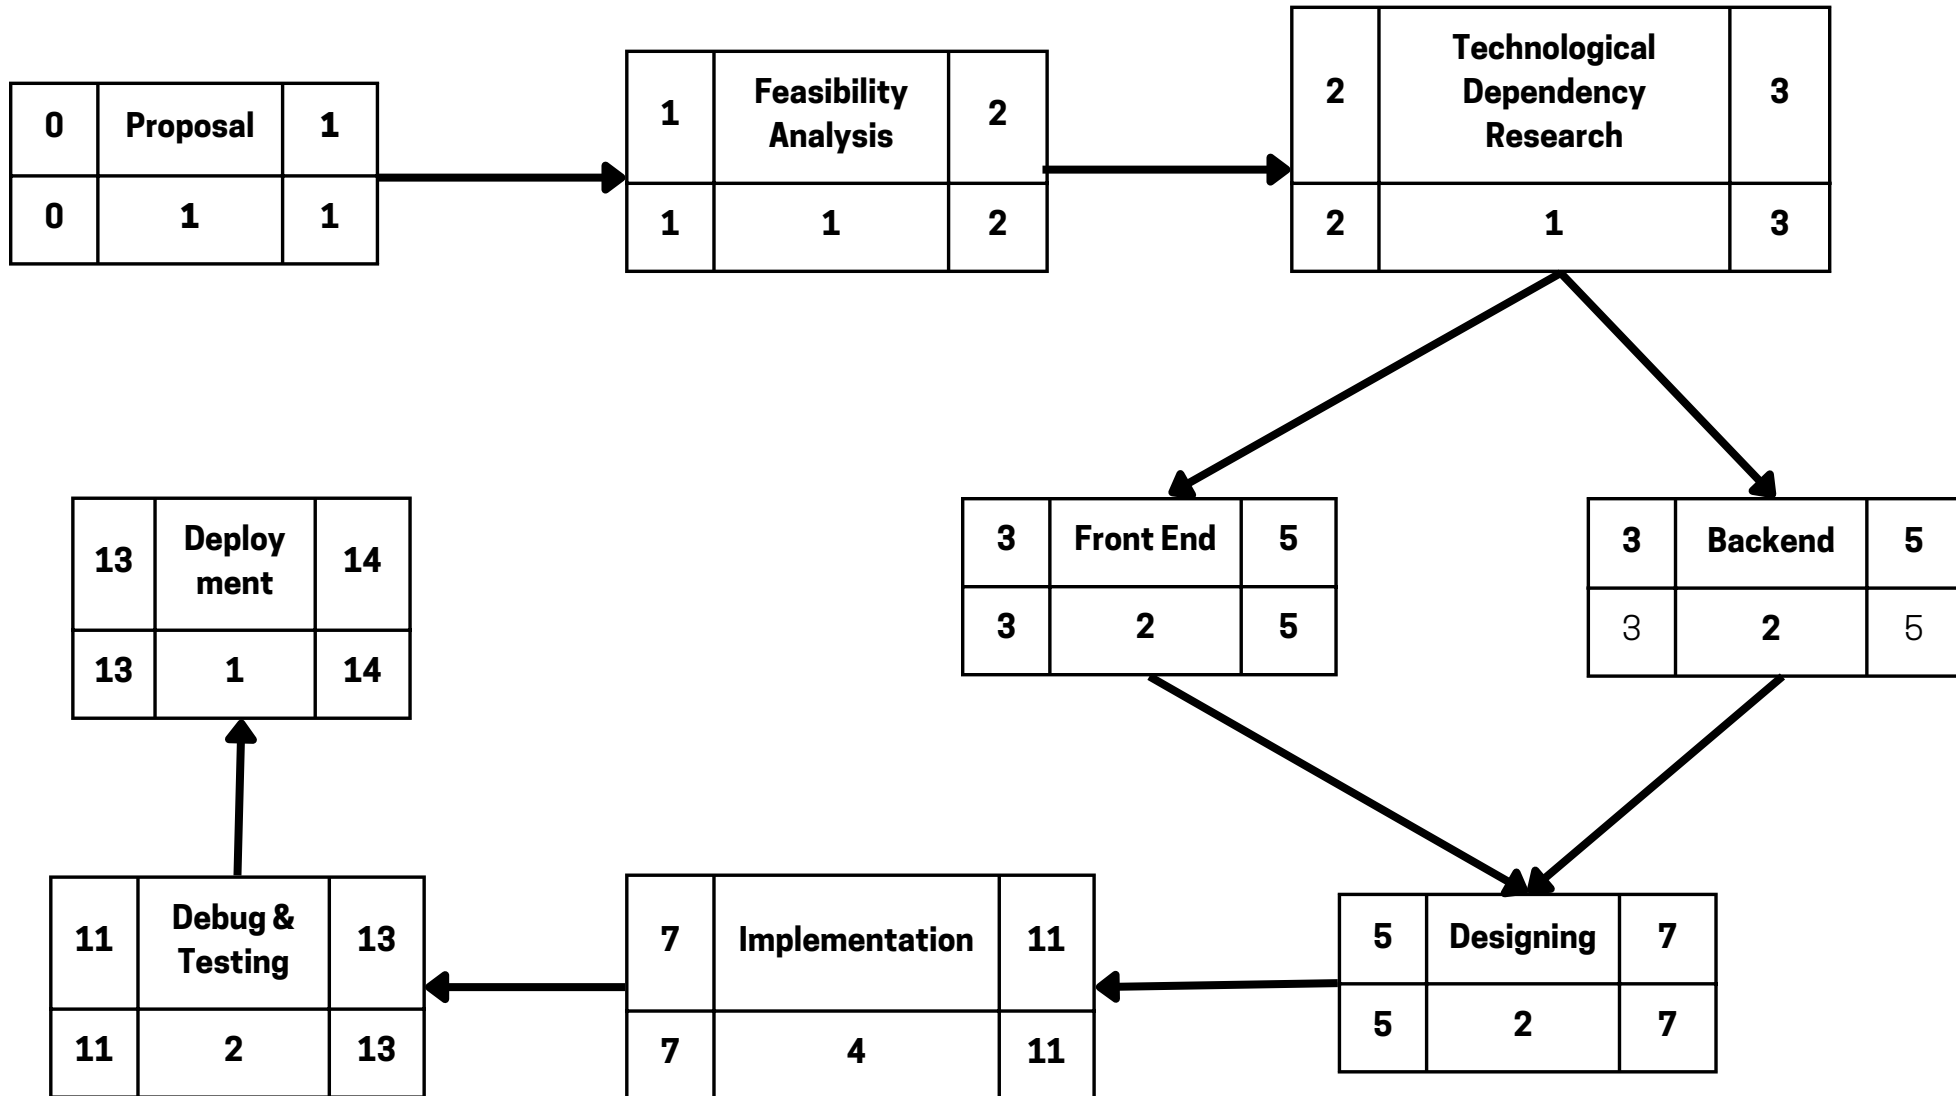 0 Proposal 1
0 1 1
1 Feasibility 2
Analysis
1 1 2
Technological
2 Dependency 3
Research
2 1 3
3 Front End 5
3 2 5
3 Backend 5
3 2 5
5 Designing 7
5 2 7
7 Implementation 11
7 4 11
11 Debug & 13
Testing
11 2 13
13 Deploy 14
ment
13 1 14